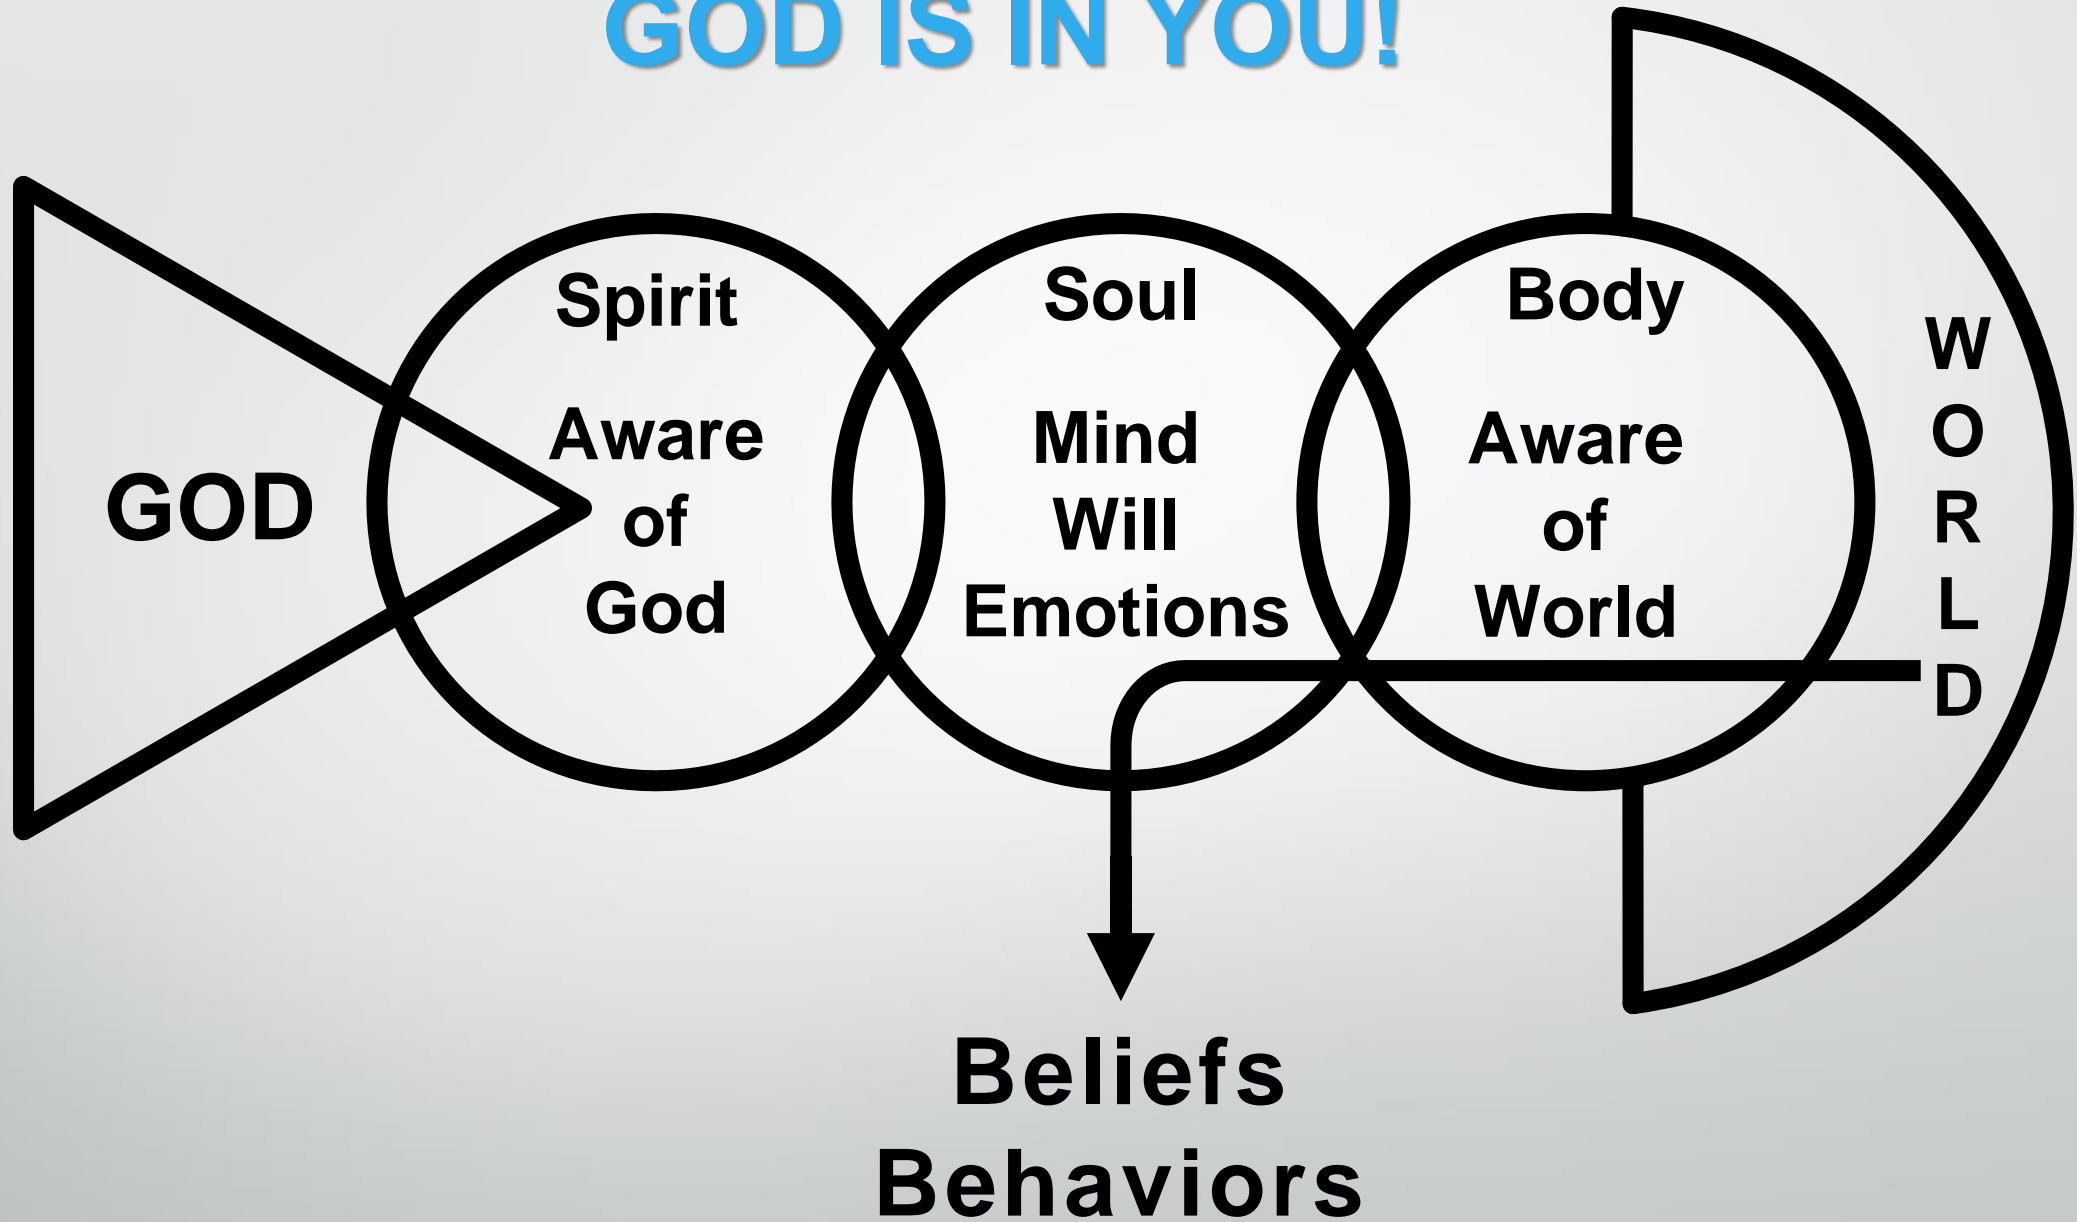 GOD IS IN YOU!
GOD
Spirit
Aware
of
God
Soul
Mind
Will
Emotions
Body
Aware
of
World
W
O
R
L
D
Beliefs
Behaviors